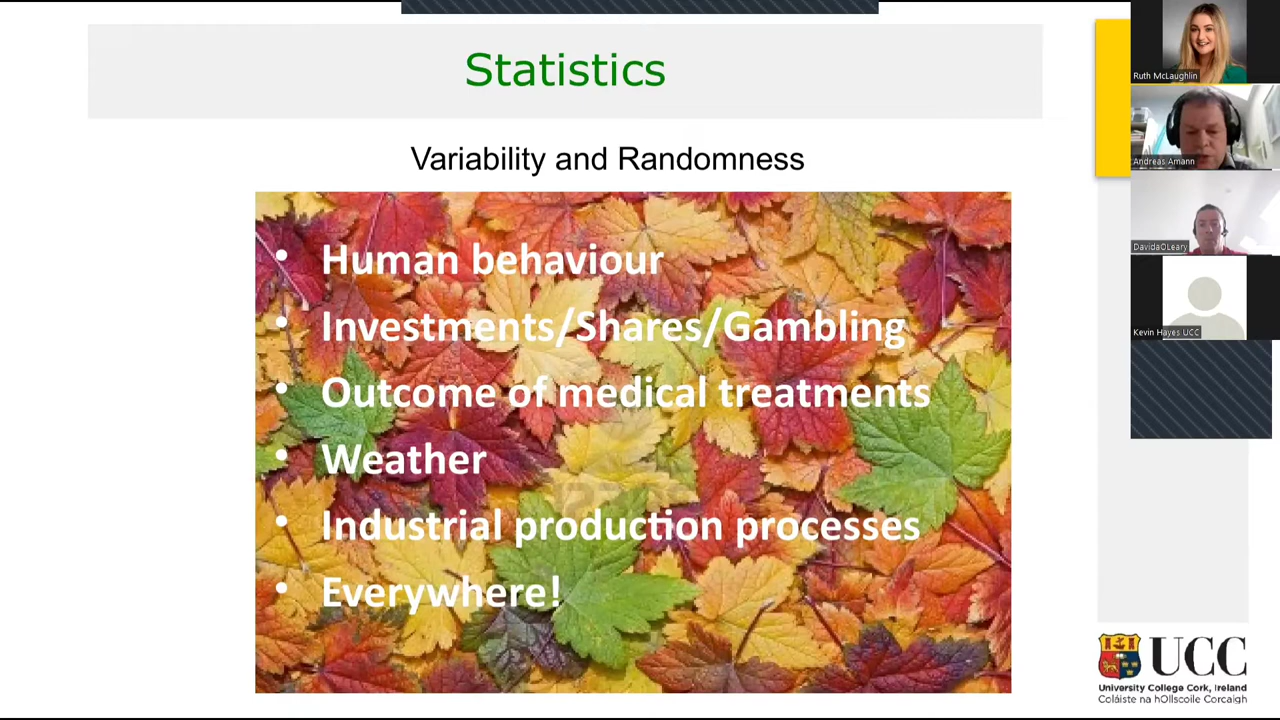 Statistics
Variability and Randomness
• Human behaviour
• Investments/Shares/Gambling
• Outcome of medical treatments
• Weather
• Industrial production processes
• Everywhere!
Ruth McLaughlin
Andreas Amann
DavidaOLeary
Kevin Hayes UCC
UCC
University College Cork, Ireland
Coláiste na hOllscoile Corcaigh